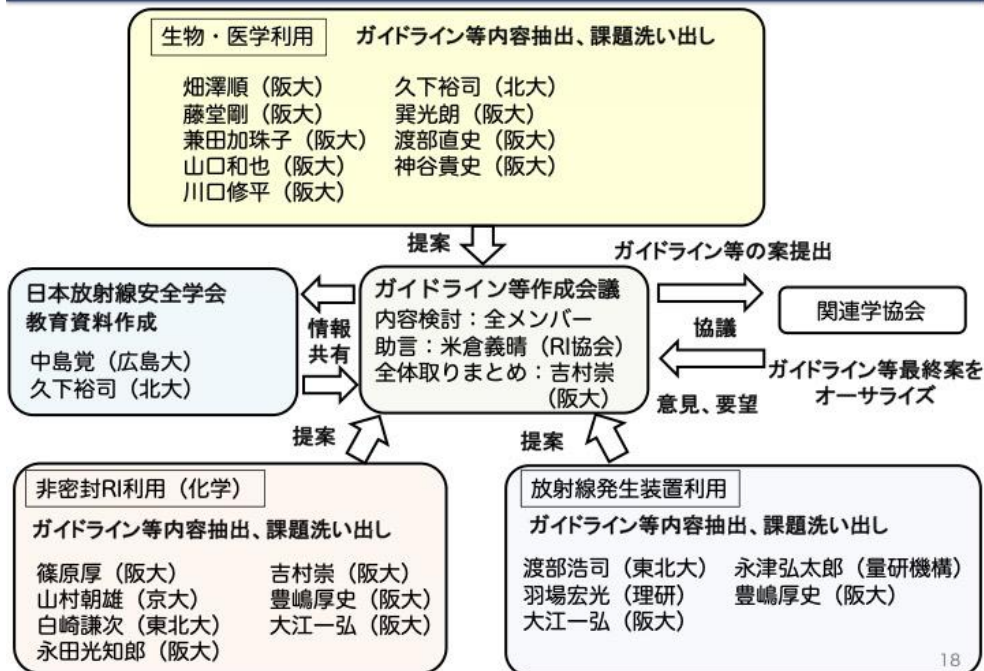 生物・医学利用 ガイドライン等内容抽出、課題洗い出し
畑澤順（阪大） 久下裕司（北大）
藤堂剛（阪大） 巽光朗（阪大）
兼田加珠子（阪大） 渡部直史（阪大）
山口和也（阪大） 神谷貴史（阪大）
川口修平（阪大）
提案
ガイドライン等の案提出
日本放射線安全学会
教育資料作成
中島覚（広島大）
久下裕司（北大）
情報
共有
ガイドライン等作成会議
内容検討：全メンバー
助言：米倉義晴（RI協会）
全体取りまとめ：吉村崇
（阪大）
協議
関連学協会
ガイドライン等最終案を
オーサライズ
意見、要望
提案
提案
非密封RI利用（化学）
ガイドライン等内容抽出、課題洗い出し
篠原厚（阪大） 吉村崇（阪大）
山村朝雄（京大） 豊嶋厚史（阪大）
白崎謙次（東北大） 大江一弘（阪大）
永田光知郎（阪大）
放射線発生装置利用
ガイドライン等内容抽出、課題洗い出し
渡部浩司（東北大） 永津弘太郎（量研機構）
羽場宏光（理研） 豊嶋厚史（阪大）
大江一弘（阪大）
18